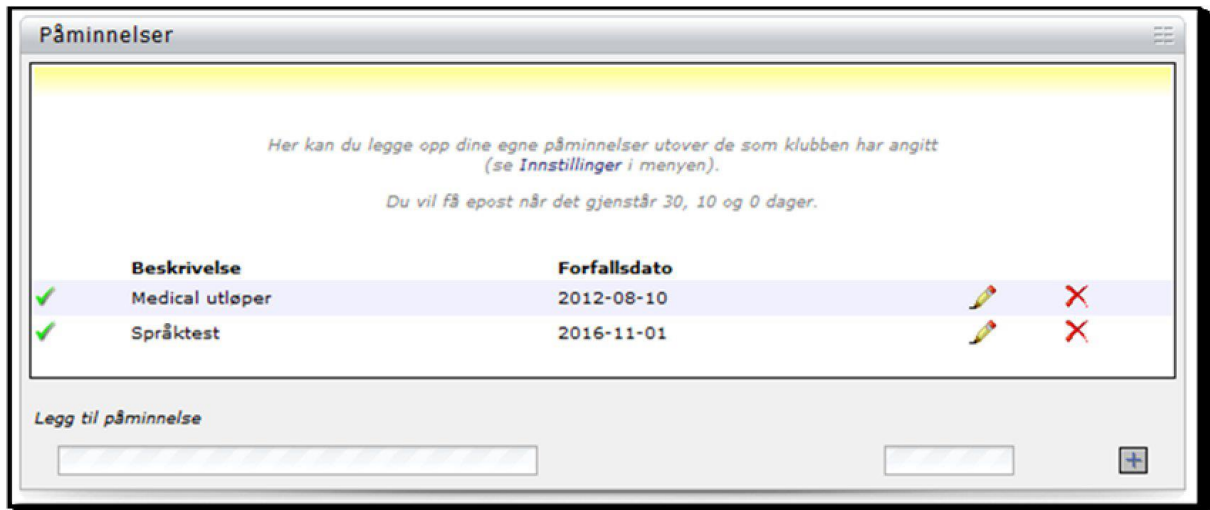 Påminnelser
Her kan du legge opp dine egne påminnelser utover de som klubben har angitt
(se Innstillinger i menyen).
Du vil få epost når det gjenstår 30, 10 og 0 dager.
Beskrivelse Forfallsdato
Medical utløper 2012-08-10
Språktest 2016-11-01
Legg til påminnelse